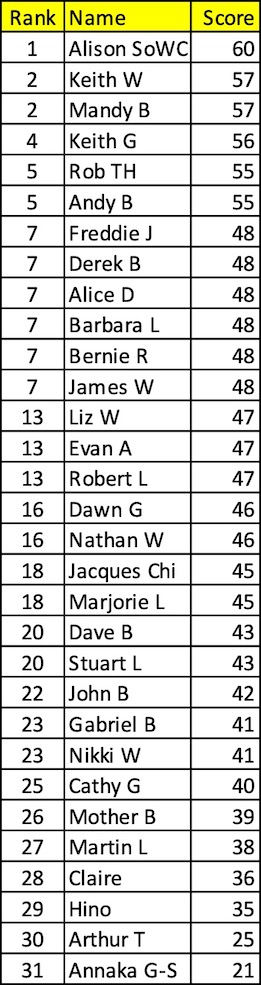 Rank Name Score
1 Alison SoWC 60
2 Keith W 57
2 Mandy B 57
4 Keith G 56
5 Rob TH 55
5 Andy B 55
7 Freddie J 48
7 Derek B 48
7 Alice D 48
7 Barbara L 48
7 Bernie R 48
7 James W 48
13 Liz W 47
13 Evan A 47
13 Robert L 47
16 Dawn G 46
16 Nathan W 46
18 Jacques Chi 45
18 Marjorie L 45
20 Dave B 43
20 Stuart L 43
22 John B 42
23 Gabriel B 41
23 Nikki W 41
25 Cathy G 40
26 Mother B 39
27 Martin L 38
28 Claire 36
29 Hino 35
30 Arthur T 25
31 Annaka G-S 21